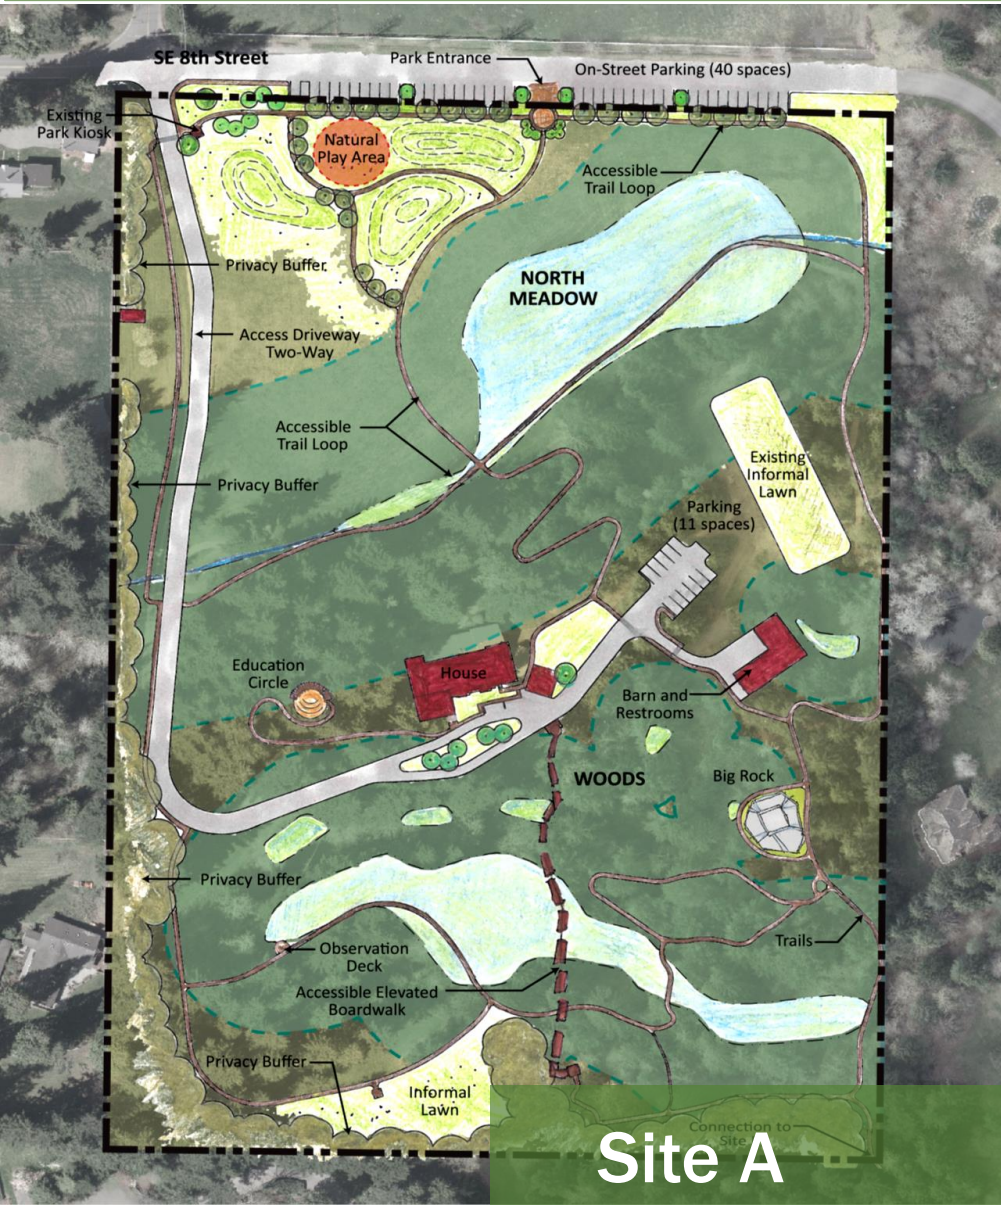 SE 8th Street
Park Entrance
On-Street Parking (40 spaces)
Existing
Park Kiosk
Natural
Play Area
Accessible
Trail Loop
Privacy Buffer
NORTH
MEADOW
Access Driveway
Two-Way
Accessible
Trail Loop
Existing
Informal
Lawn
Privacy Buffer
Parking
(11 spaces)
Education
Circle
House
Barn and
Restrooms
WOODS
Big Rock
Privacy Buffer
Observation
Deck
Trails
Accessible Elevated
Boardwalk
Privacy Buffer
Informal
Lawn
Connection to
Site
Site A